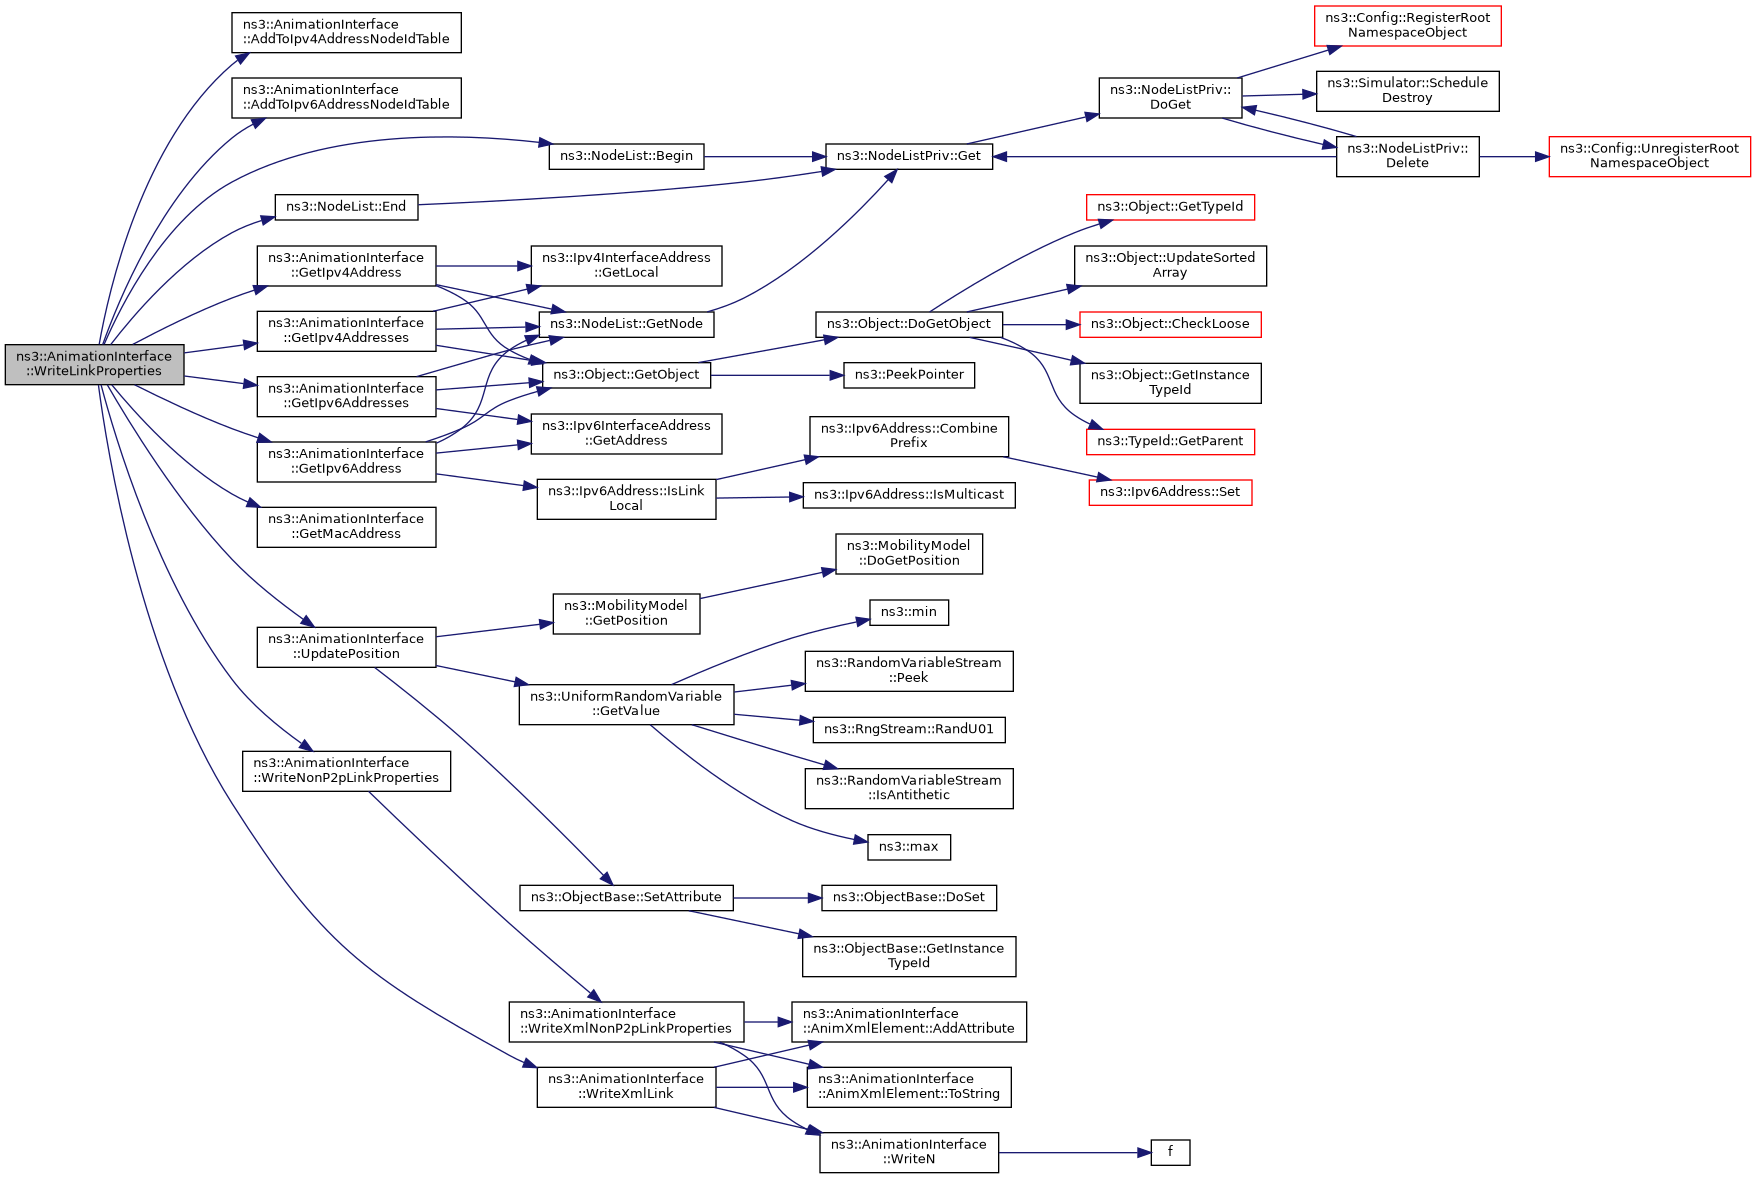 ns3::AnimationInterface
::WriteLinkProperties
ns3::AnimationInterface
::AddToIpv4AddressNodeIdTable
ns3::AnimationInterface
::AddToIpv6AddressNodeIdTable
ns3::NodeList::Begin
ns3::NodeList::End
ns3::AnimationInterface
::GetIpv4Address
ns3::AnimationInterface
::GetIpv4Addresses
ns3::AnimationInterface
::GetIpv6Addresses
ns3::AnimationInterface
::GetIpv6Address
ns3::AnimationInterface
::GetMacAddress
ns3::AnimationInterface
::UpdatePosition
ns3::AnimationInterface
::WriteNonP2pLinkProperties
ns3::Ipv4InterfaceAddress
::GetLocal
ns3::NodeList::GetNode
ns3::Object::GetObject
ns3::Ipv6InterfaceAddress
::GetAddress
ns3::Ipv6Address::IsLink
Local
ns3::MobilityModel
::GetPosition
ns3::UniformRandomVariable
::GetValue
ns3::ObjectBase::SetAttribute
ns3::AnimationInterface
::WriteXmlNonP2pLinkProperties
ns3::AnimationInterface
::WriteXmlLink
ns3::NodeListPriv::Get
ns3::Object::DoGetObject
ns3::PeekPointer
ns3::Ipv6Address::Combine
Prefix
ns3::Ipv6Address::IsMulticast
ns3::MobilityModel
::DoGetPosition
ns3::min
ns3::RandomVariableStream
::Peek
ns3::RngStream::RandU01
ns3::RandomVariableStream
::IsAntithetic
ns3::max
ns3::ObjectBase::DoSet
ns3::ObjectBase::GetInstance
TypeId
ns3::AnimationInterface
::AnimXmlElement::AddAttribute
ns3::AnimationInterface
::AnimXmlElement::ToString
ns3::AnimationInterface
::WriteN
ns3::NodeListPriv::
DoGet
ns3::Object::GetTypeId
ns3::Object::UpdateSorted
Array
ns3::Object::CheckLoose
ns3::Object::GetInstance
TypeId
ns3::TypeId::GetParent
ns3::Ipv6Address::Set
f
ns3::Config::RegisterRoot
NamespaceObject
ns3::Simulator::Schedule
Destroy
ns3::NodeListPriv::
Delete
ns3::Config::UnregisterRoot
NamespaceObject